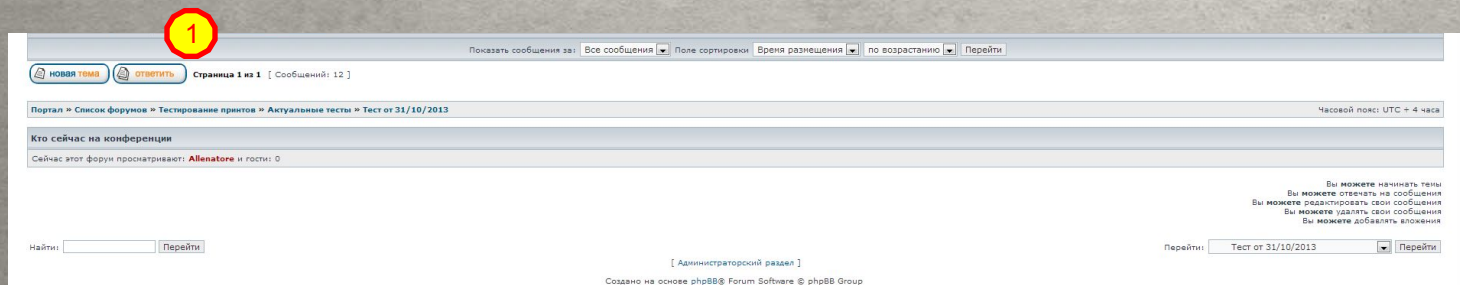 1
Показать сообщения за: Все сообщения Поле сортировки Время размещения по возрастанию Перейти
новая тема ответить Страница 1 из 1 [ Сообщений: 12 ]
Портал » Список форумов » Тестирование принтов » Актуальные тесты » Тест от 31/10/2013 Часовой пояс: UTC + 4 часа
Кто сейчас на конференции
Сейчас этот форум просматривают: Allenatore и гости: 0
Вы можете начинать темы
Вы можете отвечать на сообщения
Вы можете редактировать свои сообщения
Вы можете удалять свои сообщения
Вы можете добавлять вложения
Найти: Перейти Перейти: Тест от 31/10/2013 Перейти
[ Администраторский раздел ]
Создано на основе phpBB® Forum Software © phpBB Group